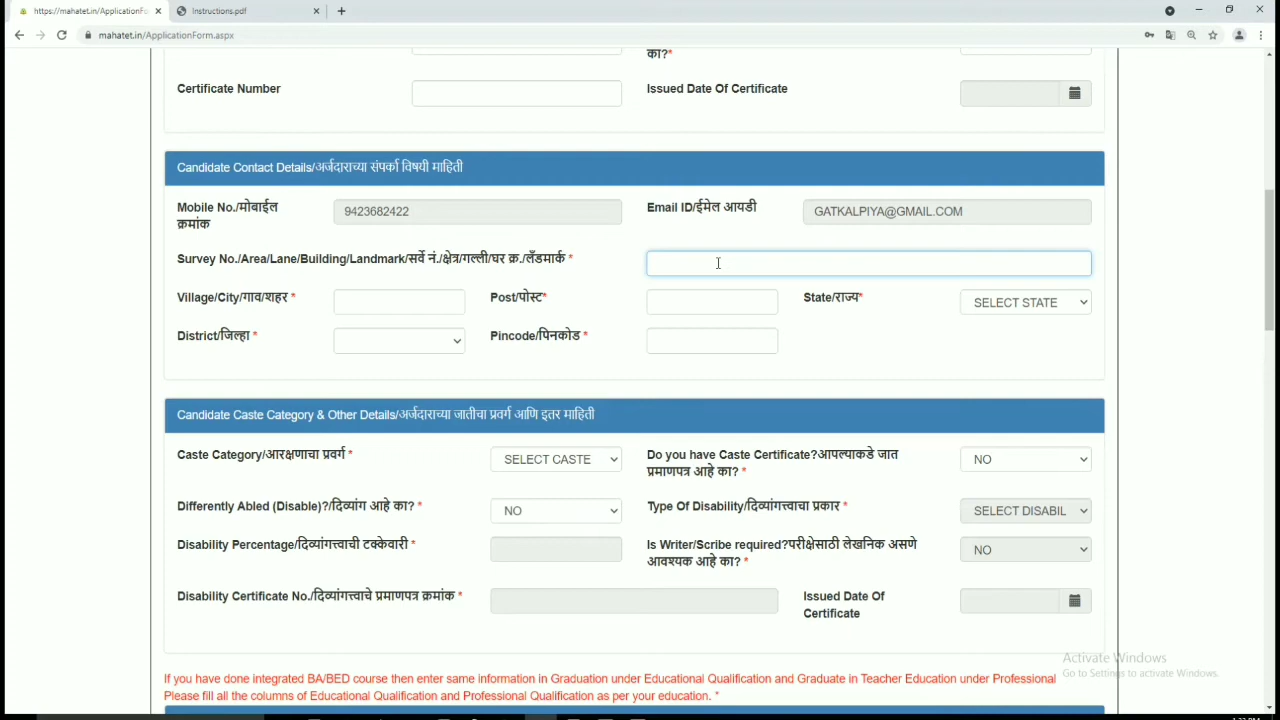 https://mahatet.in/ApplicationFo
Instructions.pdf
mahatet.in/ApplicationForm.aspx
का?*
Certificate Number
Issued Date Of Certificate
Candidate Contact Details/अर्जदाराच्या संपर्का विषयी माहिती
Mobile No./मोबाईल क्रमांक
9423682422
Email ID/ईमेल आयडी
GATKALPIYA@GMAIL.COM
Survey No./Area/Lane/Building/Landmark/सर्वे नं./क्षेत्र/गल्ली/घर क्र./लँडमार्क *
Village/City/गाव/शहर *
Post/पोस्ट*
State/राज्य*
SELECT STATE
District/जिल्हा *
Pincode/पिनकोड *
Candidate Caste Category & Other Details/अर्जदाराच्या जातीचा प्रवर्ग आणि इतर माहिती
Caste Category/आरक्षणाचा प्रवर्ग *
SELECT CASTE
Do you have Caste Certificate?आपल्याकडे जात
प्रमाणपत्र आहे का? *
NO
Differently Abled (Disable)?/दिव्यांग आहे का? *
NO
Type Of Disability/दिव्यांगत्त्वाचा प्रकार *
SELECT DISABIL
Disability Percentage/दिव्यांगत्त्वाची टक्केवारी *
Is Writer/Scribe required?परीक्षेसाठी लेखनिक असणे
आवश्यक आहे का? *
NO
Disability Certificate No./दिव्यांगत्त्वाचे प्रमाणपत्र क्रमांक *
Issued Date Of
Certificate
Activate Windows
Go to Settings to activate Windows.
If you have done integrated BA/BED course then enter same information in Graduation under Educational Qualification and Graduate in Teacher Education under Professional
Please fill all the columns of Educational Qualification and Professional Qualification as per your education. *